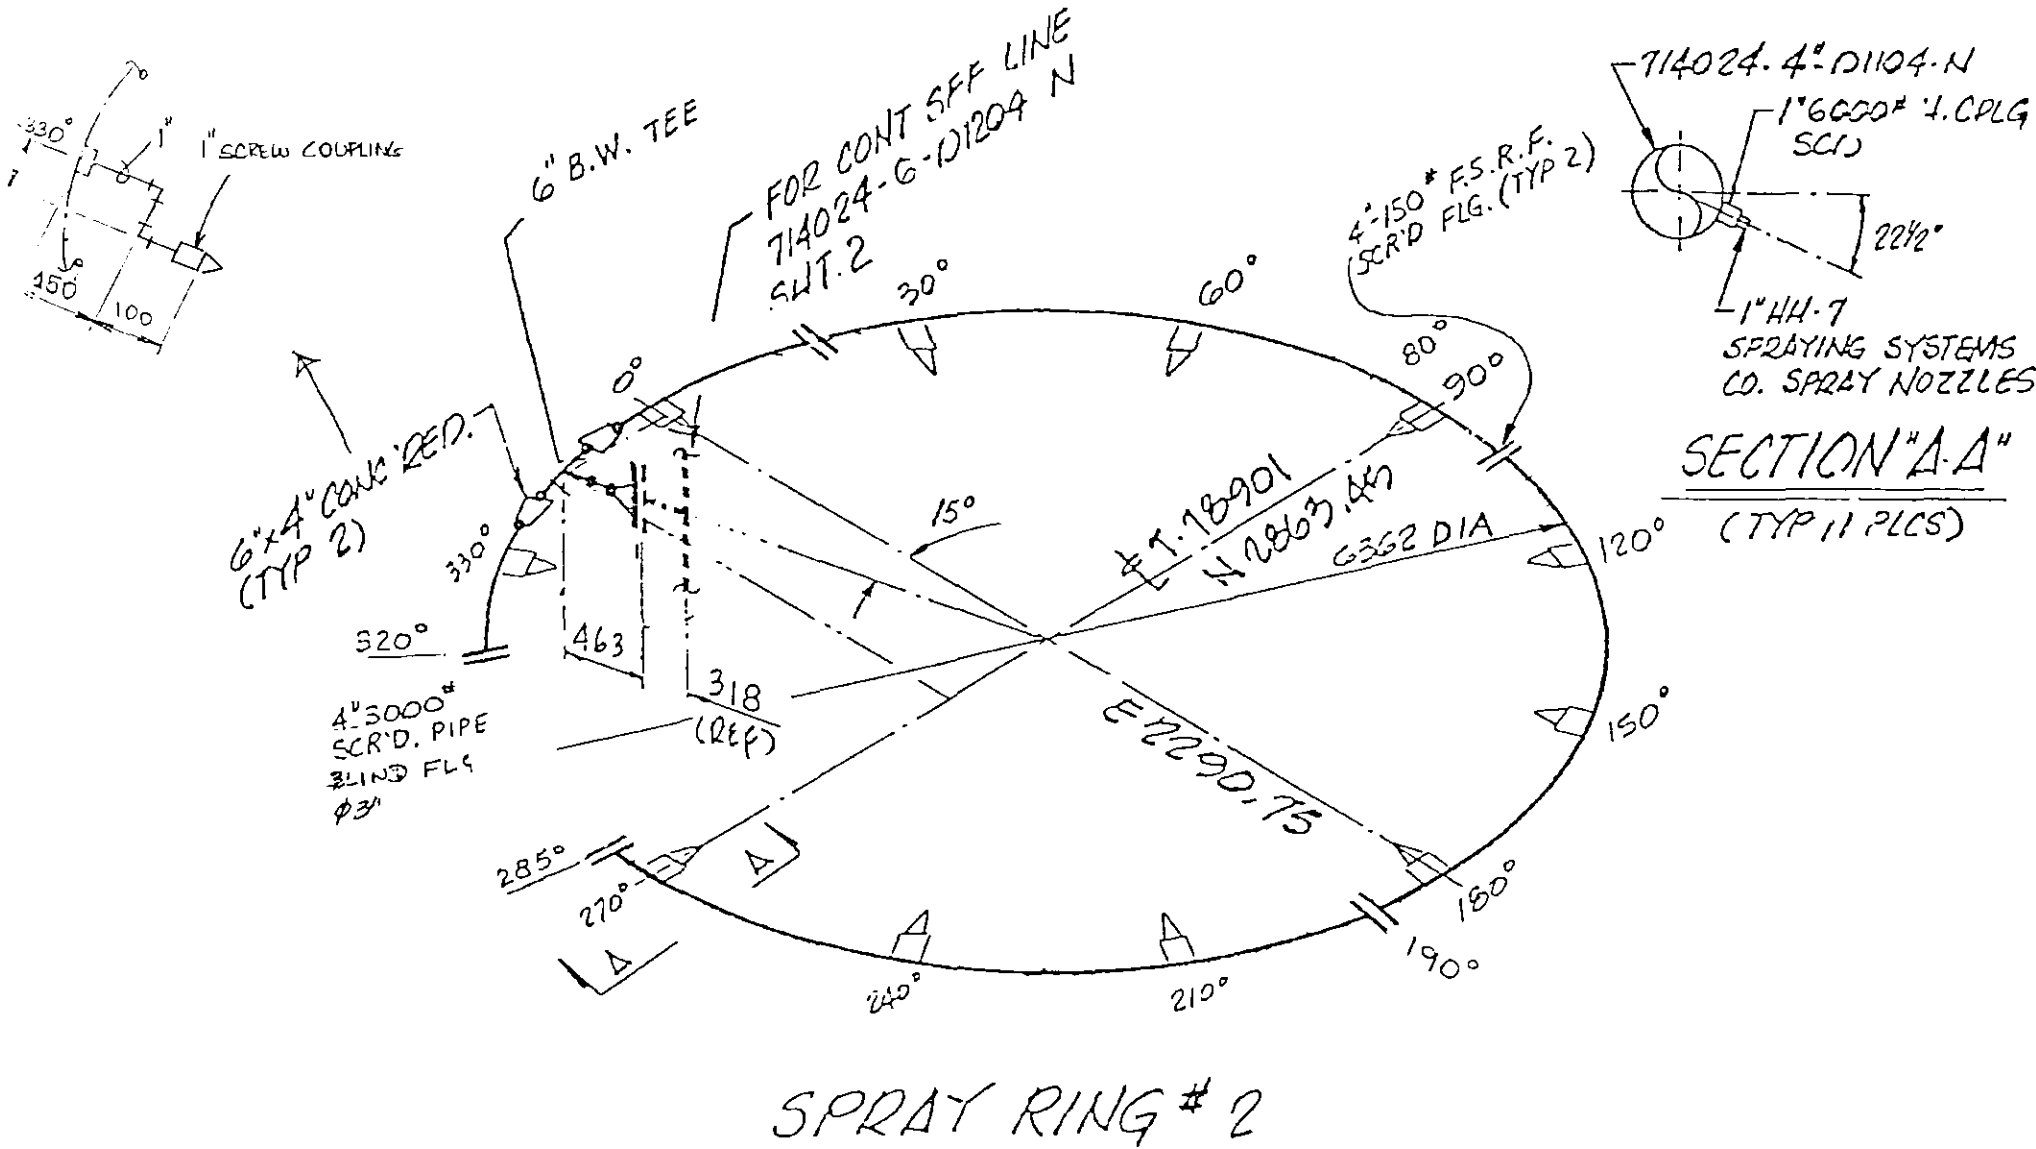 330°
1"
1" SCREW COUPLING
150
100
6" B.W. TEE
FOR CONT SEE LINE
714024-6-D1204 N
SHT. 2
4"-150# F.S.R.F.
SCR'D FLG. (TYP 2)
714024-4"-D1104-N
1" 6000# CPLG
SCR'D
22½°
1" HH-7
SPRAYING SYSTEMS
CO. SPRAY NOZZLES
SECTION "A-A"
(TYP 11 PLCS)
6"x4" CONC RED.
(TYP 2)
0°
30°
60°
80°
90°
120°
150°
180°
190°
210°
240°
270°
285°
320°
330°
15°
463
318
(REF)
₵ T-18901
N 2863.45
6362 DIA
E 2290.75
4"-3000#
SCR'D. PIPE
BLIND FLG
A
A
SPRAY RING # 2